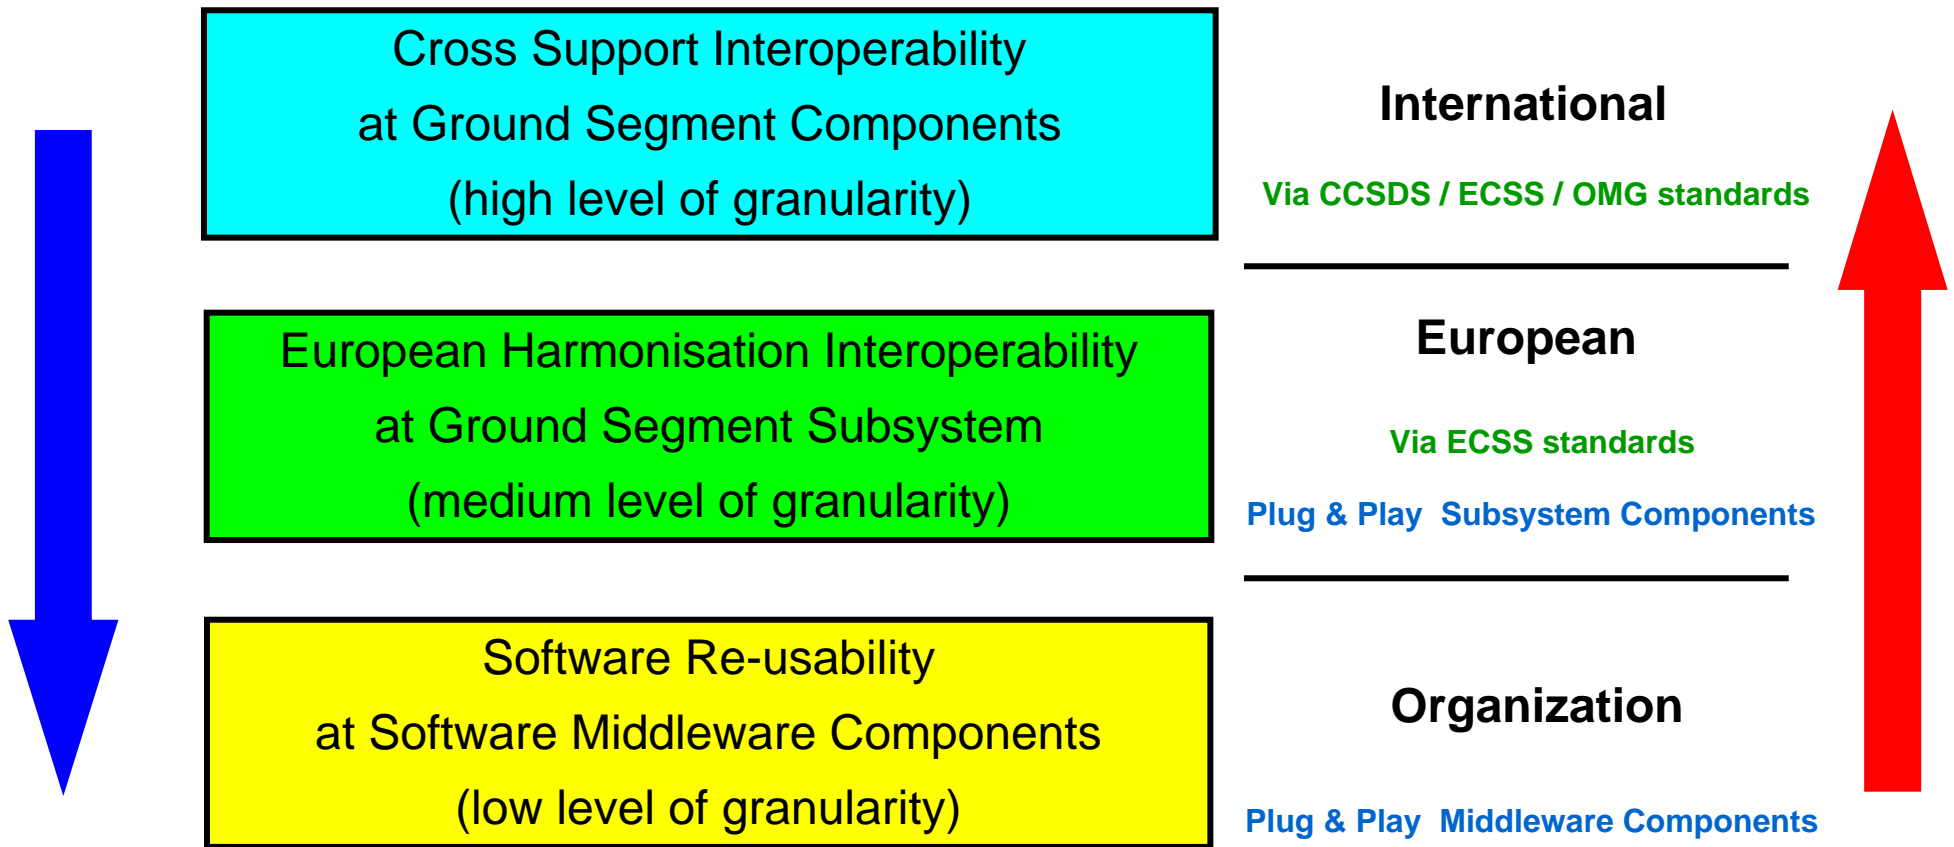 Cross Support Interoperability
at Ground Segment Components
(high level of granularity)
International
Via CCSDS / ECSS / OMG standards
European Harmonisation Interoperability
at Ground Segment Subsystem
(medium level of granularity)
European
Via ECSS standards
Plug & Play Subsystem Components
Software Re-usability
at Software Middleware Components
(low level of granularity)
Organization
Plug & Play Middleware Components